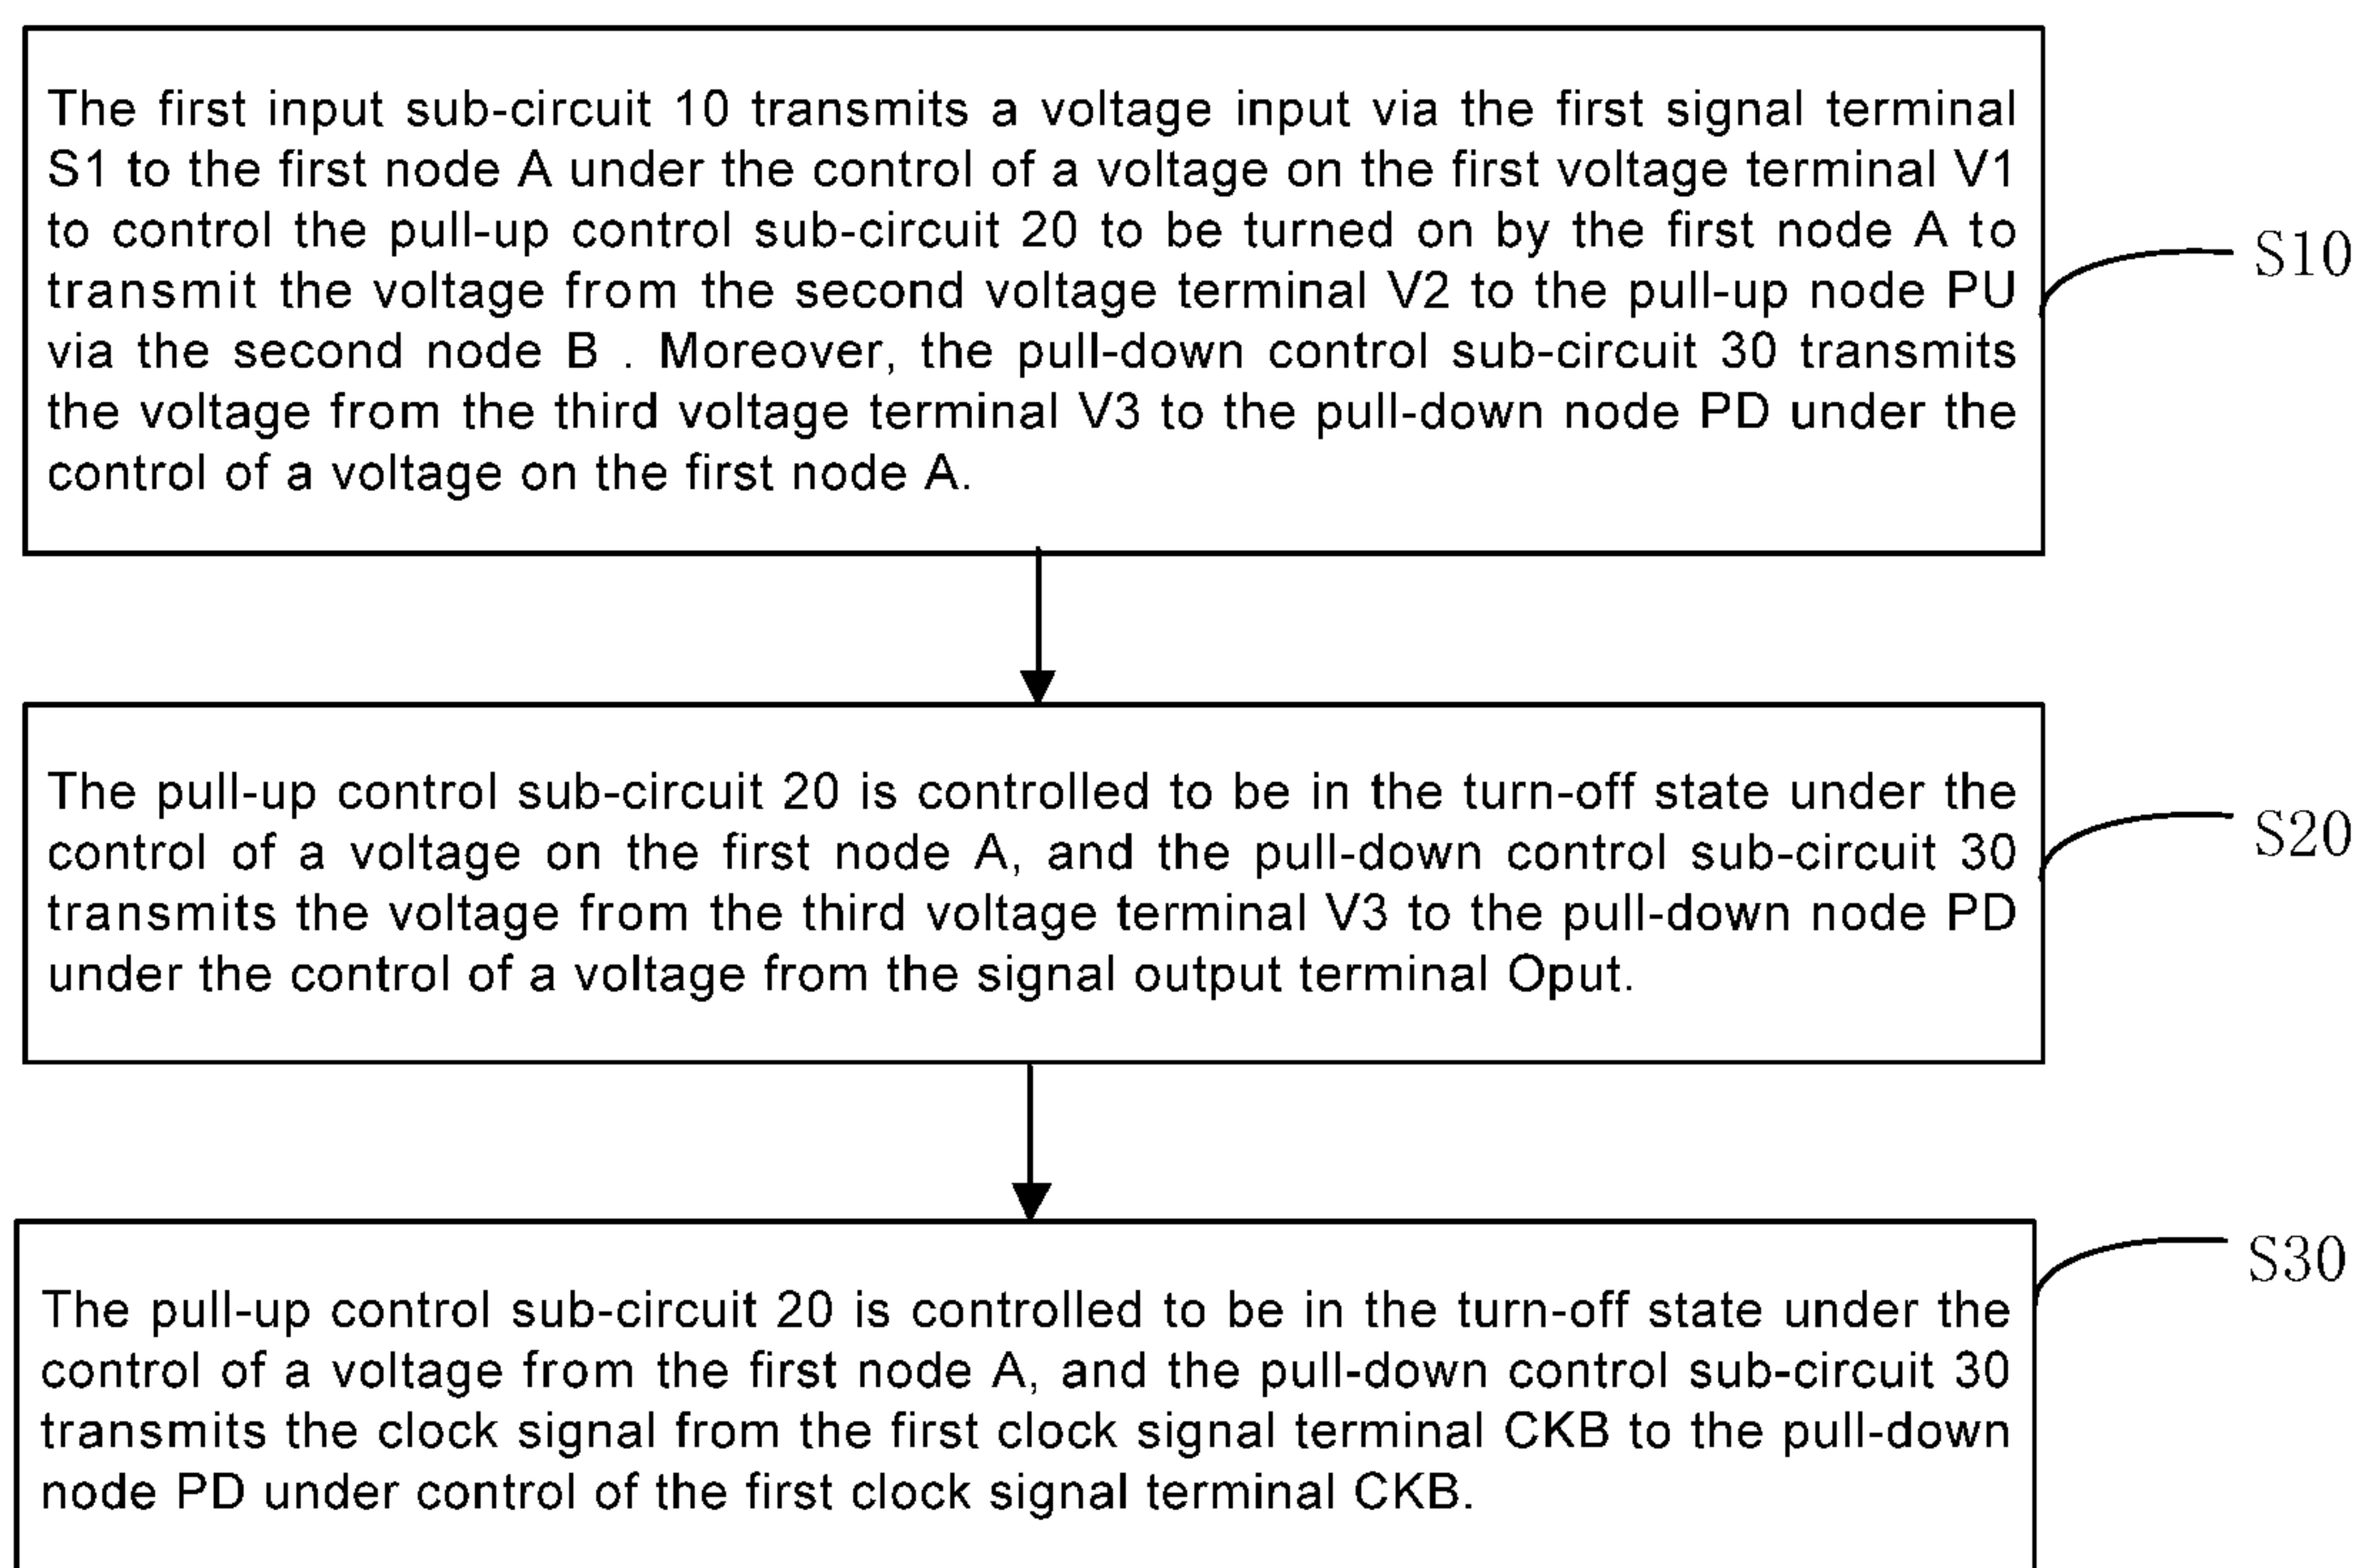 The first input sub-circuit 10 transmits a voltage input via the first signal terminal
S1 to the first node A under the control of a voltage on the first voltage terminal V1
to control the pull-up control sub-circuit 20 to be turned on by the first node A to
transmit the voltage from the second voltage terminal V2 to the pull-up node PU
via the second node B . Moreover, the pull-down control sub-circuit 30 transmits
the voltage from the third voltage terminal V3 to the pull-down node PD under the
control of a voltage on the first node A.
S10
The pull-up control sub-circuit 20 is controlled to be in the turn-off state under the
control of a voltage on the first node A, and the pull-down control sub-circuit 30
transmits the voltage from the third voltage terminal V3 to the pull-down node PD
under the control of a voltage from the signal output terminal Oput.
S20
The pull-up control sub-circuit 20 is controlled to be in the turn-off state under the
control of a voltage from the first node A, and the pull-down control sub-circuit 30
transmits the clock signal from the first clock signal terminal CKB to the pull-down
node PD under control of the first clock signal terminal CKB.
S30